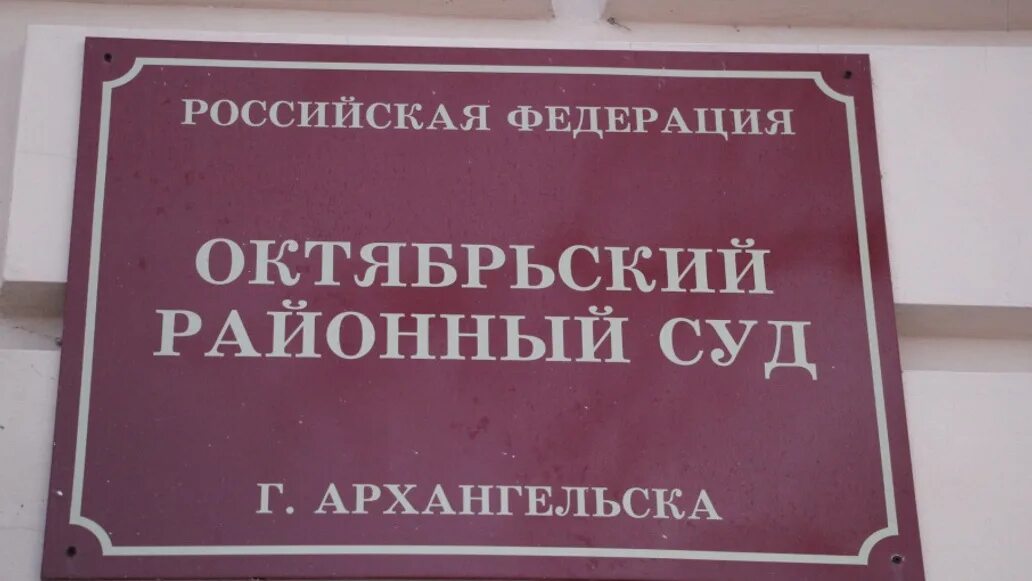 РОССИЙСКАЯ ФЕДЕРАЦИЯ
ОКТЯБРЬСКИЙ
РАЙОННЫЙ СУД
Г. АРХАНГЕЛЬСКА